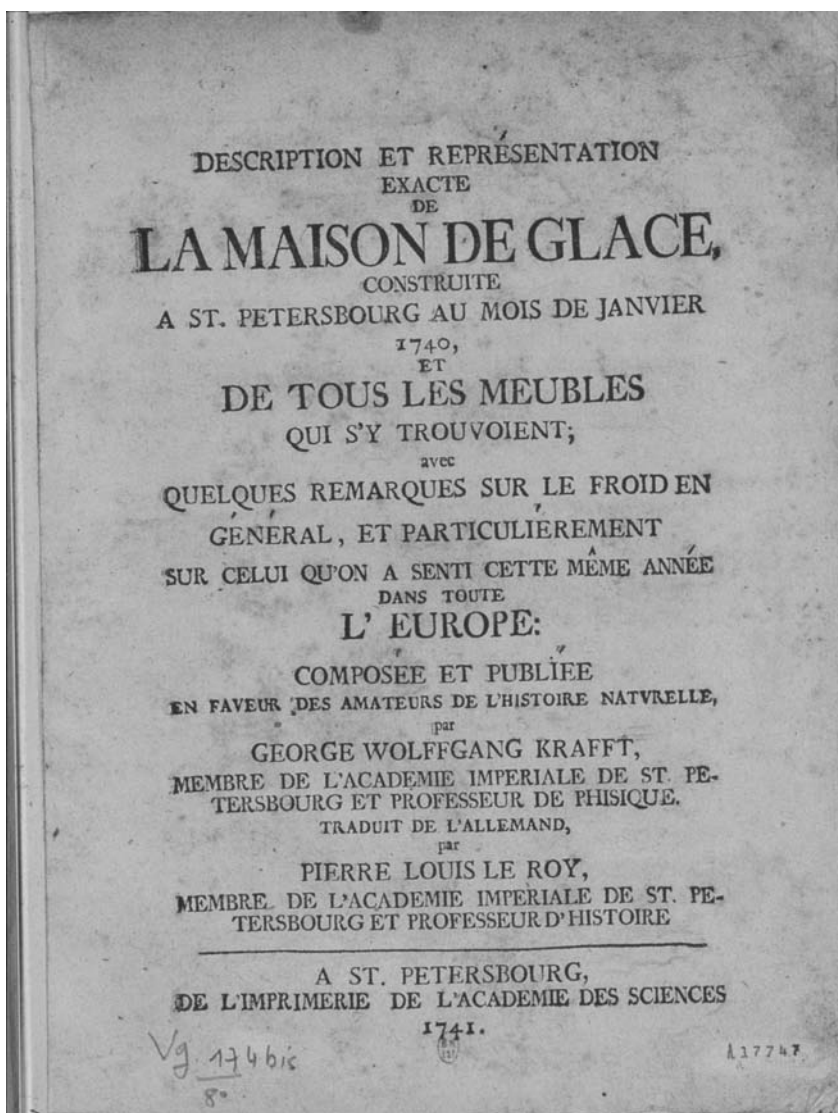 DESCRIPTION ET REPRÉSENTATION
EXACTE
DE
LA MAISON DE GLACE,
CONSTRUITE
A ST. PETERSBOURG AU MOIS DE JANVIER
1740,
ET
DE TOUS LES MEUBLES
QUI S'Y TROUVOIENT;
avec
QUELQUES REMARQUES SUR LE FROID EN
GÉNÉRAL, ET PARTICULIÈREMENT
SUR CELUI QU'ON A SENTI CETTE MÊME ANNÉE
DANS TOUTE
L' EUROPE:
COMPOSÉE ET PUBLIÉE
EN FAVEUR DES AMATEURS DE L'HISTOIRE NATVRELLE,
par
GEORGE WOLFFGANG KRAFFT,
MEMBRE DE L'ACADEMIE IMPERIALE DE ST. PE-
TERSBOURG ET PROFESSEUR DE PHISIQUE.
TRADUIT DE L'ALLEMAND,
par
PIERRE LOUIS LE ROY,
MEMBRE DE L'ACADEMIE IMPERIALE DE ST. PE-
TERSBOURG ET PROFESSEUR D'HISTOIRE
A ST. PETERSBOURG,
DE L'IMPRIMERIE DE L'ACADEMIE DES SCIENCES
1741.
Vg. 174 bis
8°
A17747